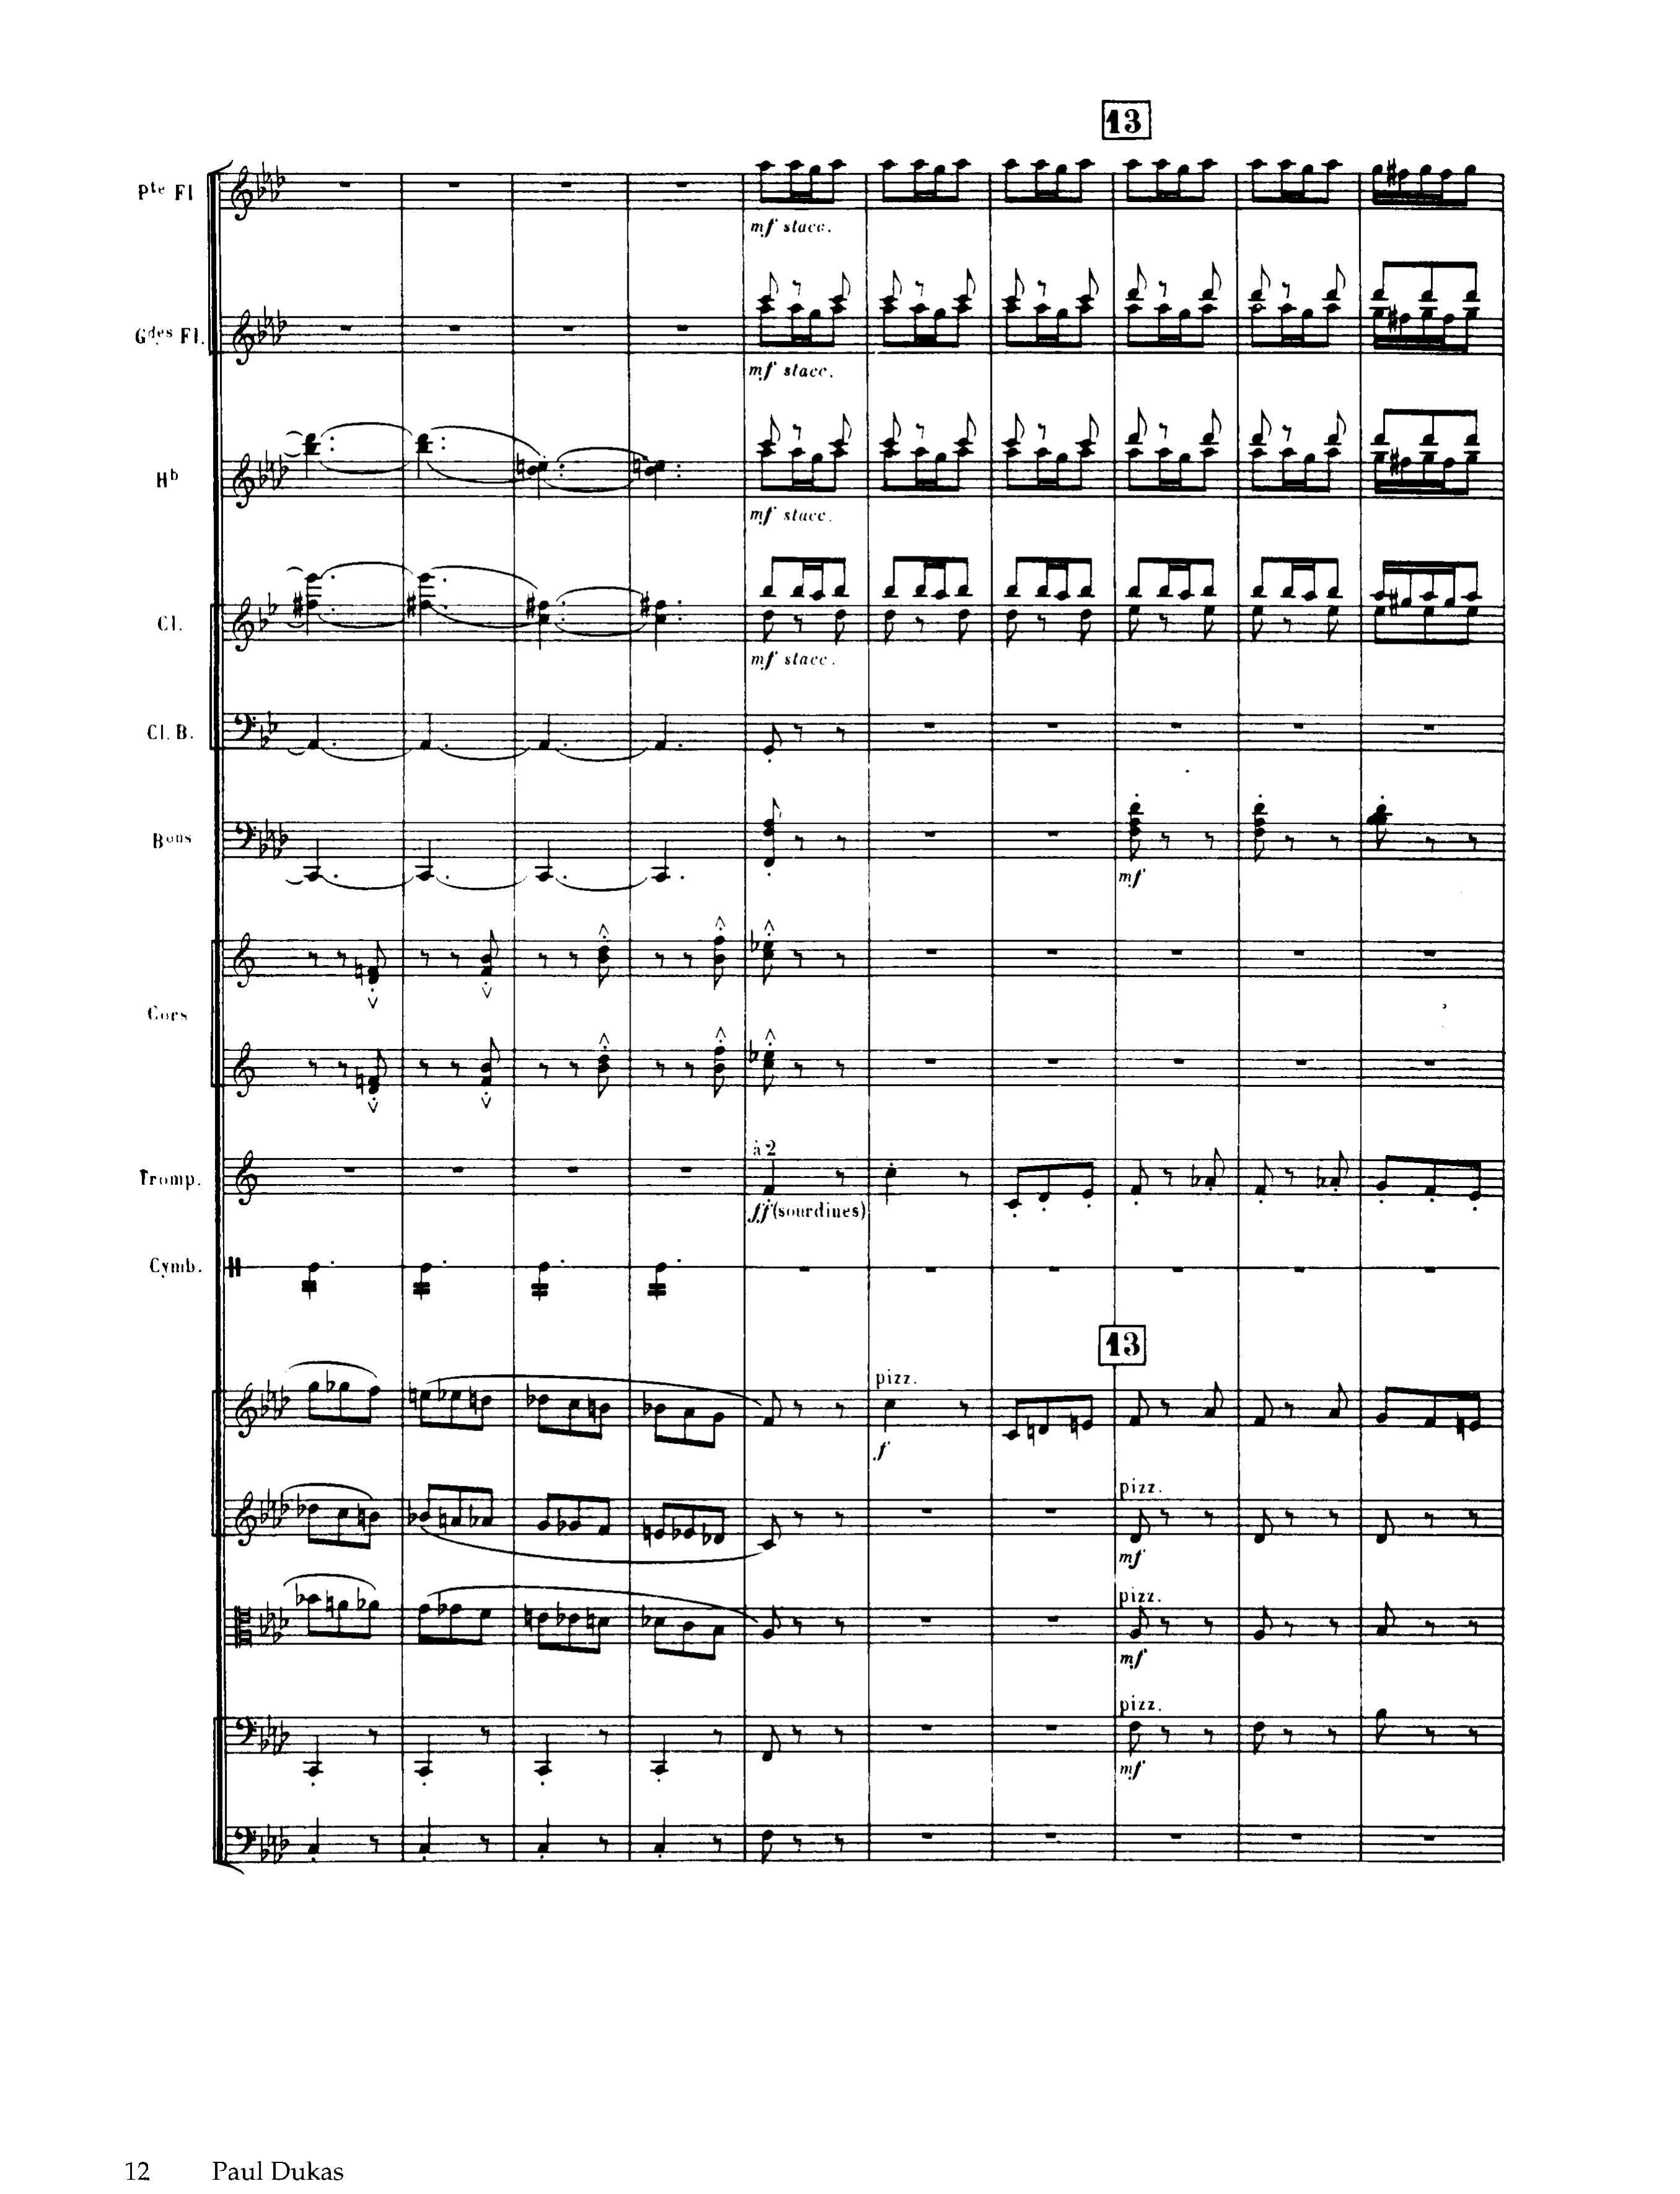 13
Pte Fl
mf stacc.
Gdes Fl.
mf stacc.
Hb
mf stacc.
Cl.
mf stacc.
Cl. B.
Bons
mf
Cors
à 2
Tromp.
ff (sourdines)
Cymb.
13
pizz.
f
pizz.
mf
pizz.
mf
pizz.
mf
12 Paul Dukas